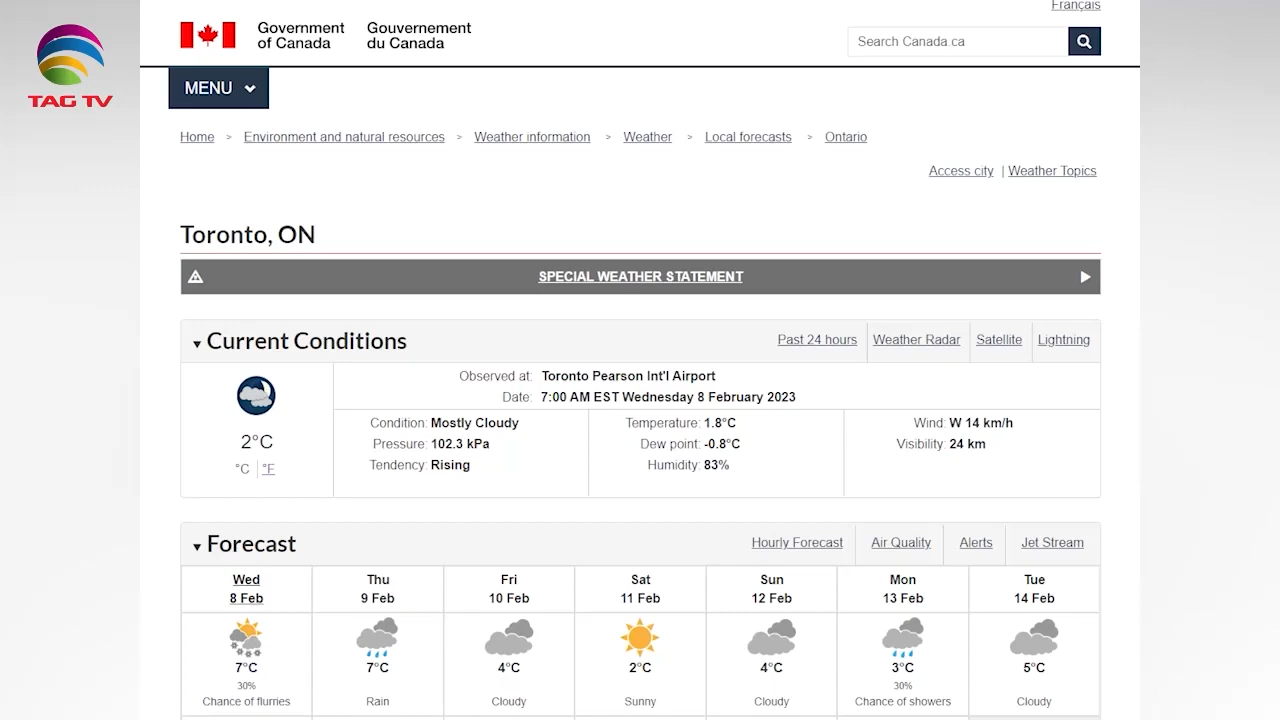 TAG TV
Français
Government of Canada
Gouvernement du Canada
Search Canada.ca
MENU
Home > Environment and natural resources > Weather information > Weather > Local forecasts > Ontario
Access city | Weather Topics
Toronto, ON
SPECIAL WEATHER STATEMENT
Current Conditions
Past 24 hours
Weather Radar
Satellite
Lightning
2°C
°C | °F
Observed at: Toronto Pearson Int'l Airport
Date: 7:00 AM EST Wednesday 8 February 2023
Condition: Mostly Cloudy
Pressure: 102.3 kPa
Tendency: Rising
Temperature: 1.8°C
Dew point: -0.8°C
Humidity: 83%
Wind: W 14 km/h
Visibility: 24 km
Forecast
Hourly Forecast
Air Quality
Alerts
Jet Stream
Wed
8 Feb
7°C
30%
Chance of flurries
Thu
9 Feb
7°C
Rain
Fri
10 Feb
4°C
Cloudy
Sat
11 Feb
2°C
Sunny
Sun
12 Feb
4°C
Cloudy
Mon
13 Feb
3°C
30%
Chance of showers
Tue
14 Feb
5°C
Cloudy